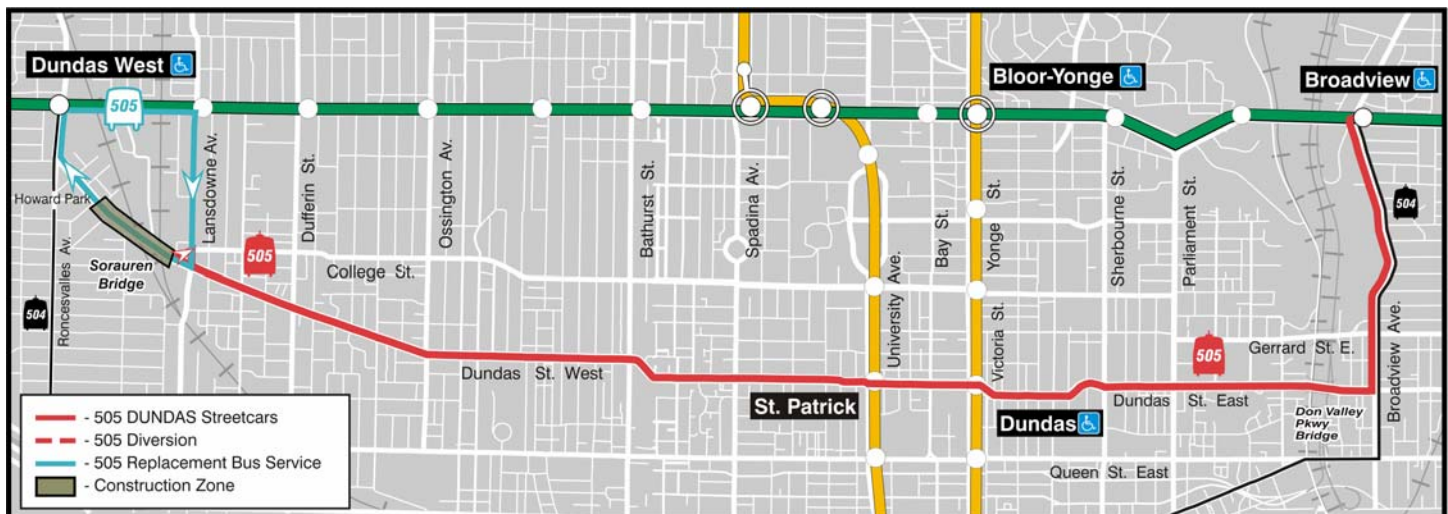 Dundas West
505
Bloor-Yonge
Broadview
Lansdowne Av.
Dufferin St.
Ossington Av.
Bathurst St.
Spadina Av.
University Ave.
Bay St.
Yonge St.
Victoria St.
Sherbourne St.
Parliament St.
504
Howard Park
Roncesvalles Av.
Sorauren
Bridge
504
505
College St.
Dundas St. West
St. Patrick
Dundas
505
Gerrard St. E.
Dundas St. East
Broadview Ave.
Don Valley
Pkwy
Bridge
Queen St. East
- 505 DUNDAS Streetcars
- 505 Diversion
- 505 Replacement Bus Service
- Construction Zone